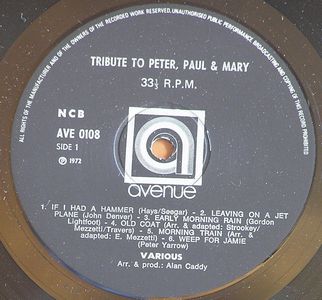 ALL RIGHTS OF THE MANUFACTURER AND OF THE OWNERS OF THE RECORDED WORK RESERVED. UNAUTHORISED PUBLIC PERFORMANCE BROADCASTING AND COPYING OF THIS RECORD PROHIBITED
TRIBUTE TO PETER, PAUL & MARY
33⅓ R.P.M.
NCB
AVE 0108
SIDE 1
℗ 1972
a
avenue
1. IF I HAD A HAMMER (Hays/Seegar) - 2. LEAVING ON A JET
PLANE (John Denver) - 3. EARLY MORNING RAIN (Gordon
Lightfoot) - 4. OLD COAT (Arr. & adapted; Strookey/
Mezzetti/Travers) - 5. MORNING TRAIN (Arr. &
adapted; E. Mezzetti) - 6. WEEP FOR JAMIE
(Peter Yarrow)
VARIOUS
Arr. & prod.: Alan Caddy